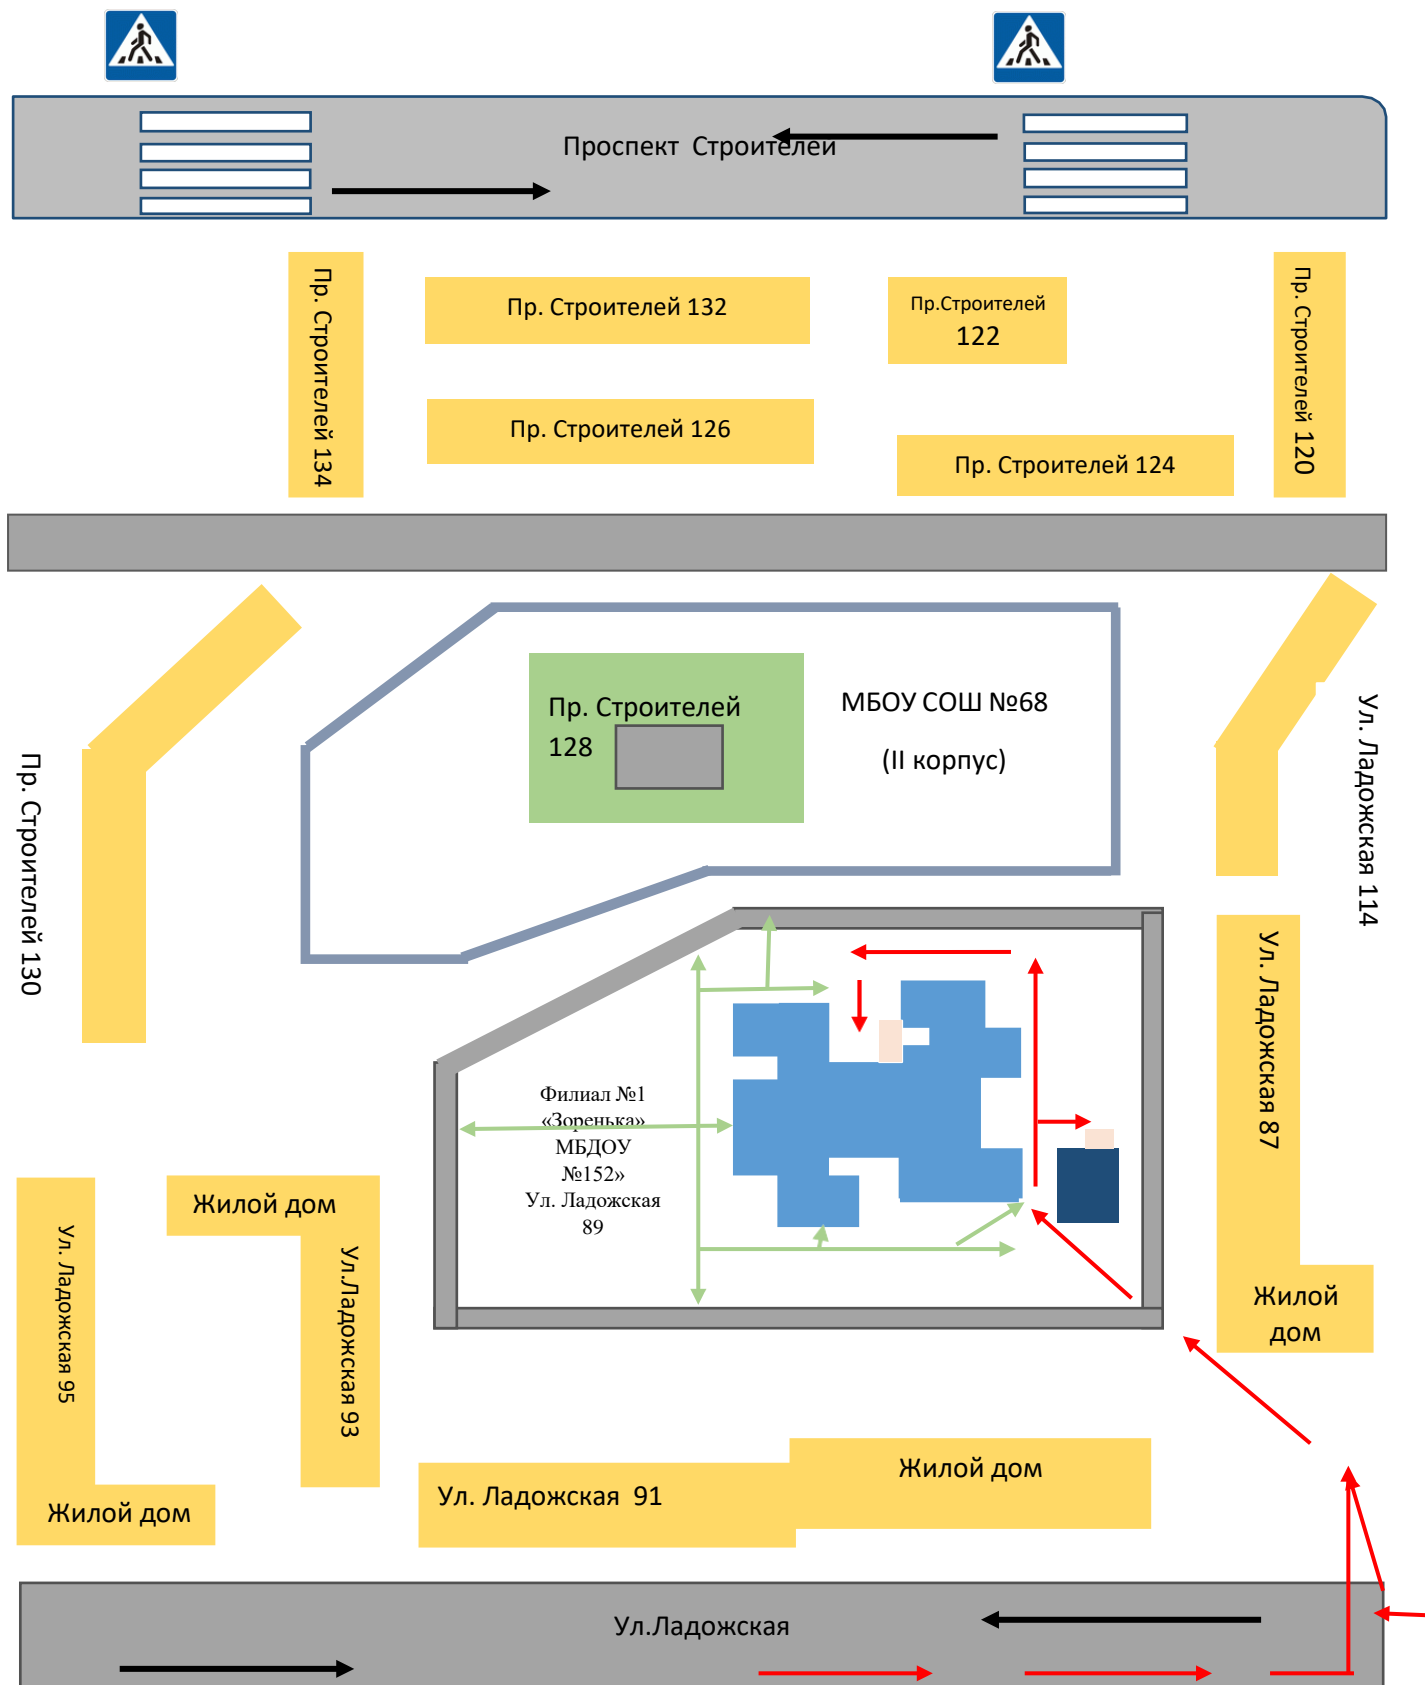 Проспект Строителей
Пр. Строителей 134
Пр. Строителей 132
Пр.Строителей
122
Пр. Строителей 120
Пр. Строителей 126
Пр. Строителей 124
Пр. Строителей
128
МБОУ СОШ №68
(II корпус)
Ул. Ладожская 114
Пр. Строителей 130
Ул. Ладожская 87
Филиал №1
«Зоренька»
МБДОУ
№152»
Ул. Ладожская
89
Жилой дом
Ул. Ладожская 95
Ул.Ладожская 93
Жилой
дом
Жилой дом
Ул. Ладожская 91
Жилой дом
Ул.Ладожская